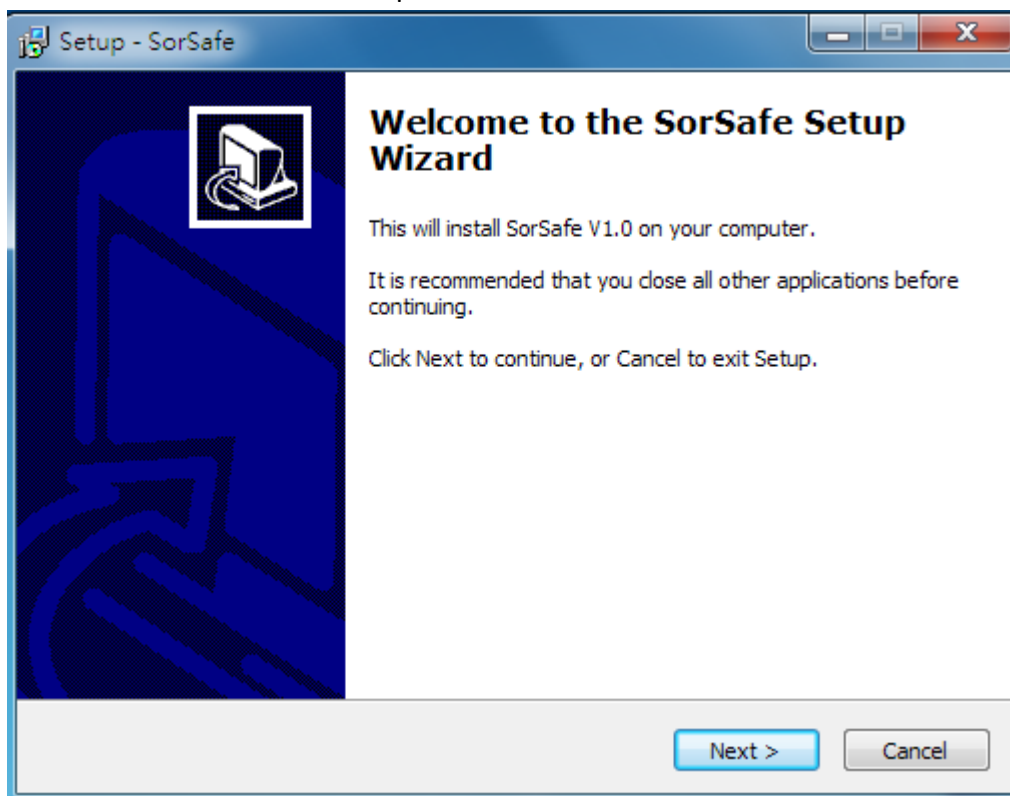 Setup - SorSafe
Welcome to the SorSafe Setup
Wizard
This will install SorSafe V1.0 on your computer.
It is recommended that you close all other applications before
continuing.
Click Next to continue, or Cancel to exit Setup.
Next >
Cancel